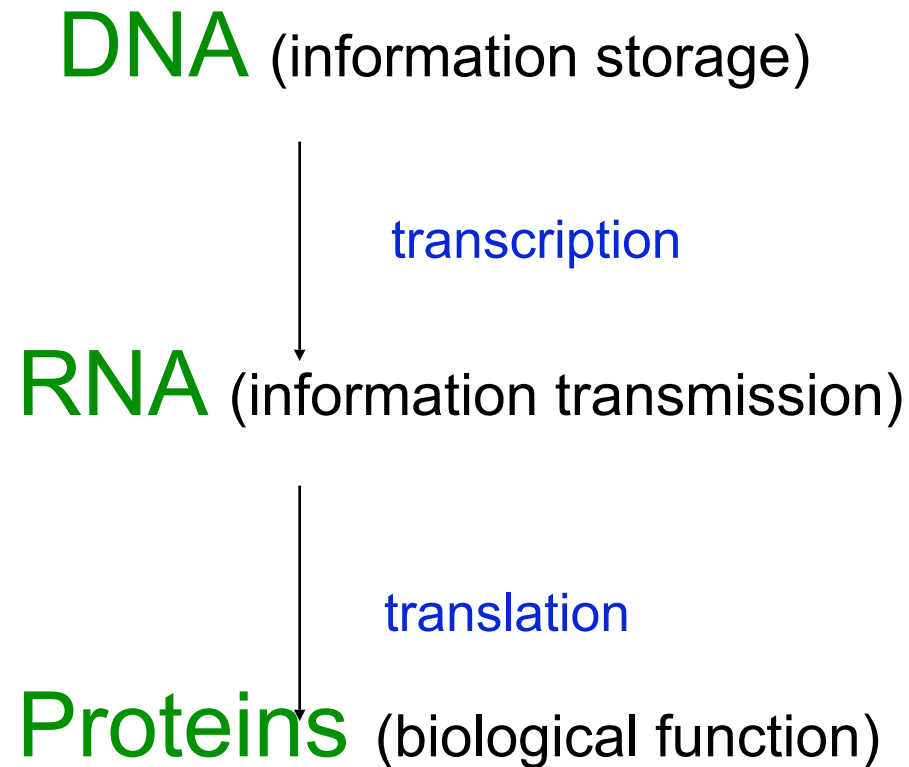 DNA (information storage)
transcription
RNA (information transmission)
translation
Proteins (biological function)